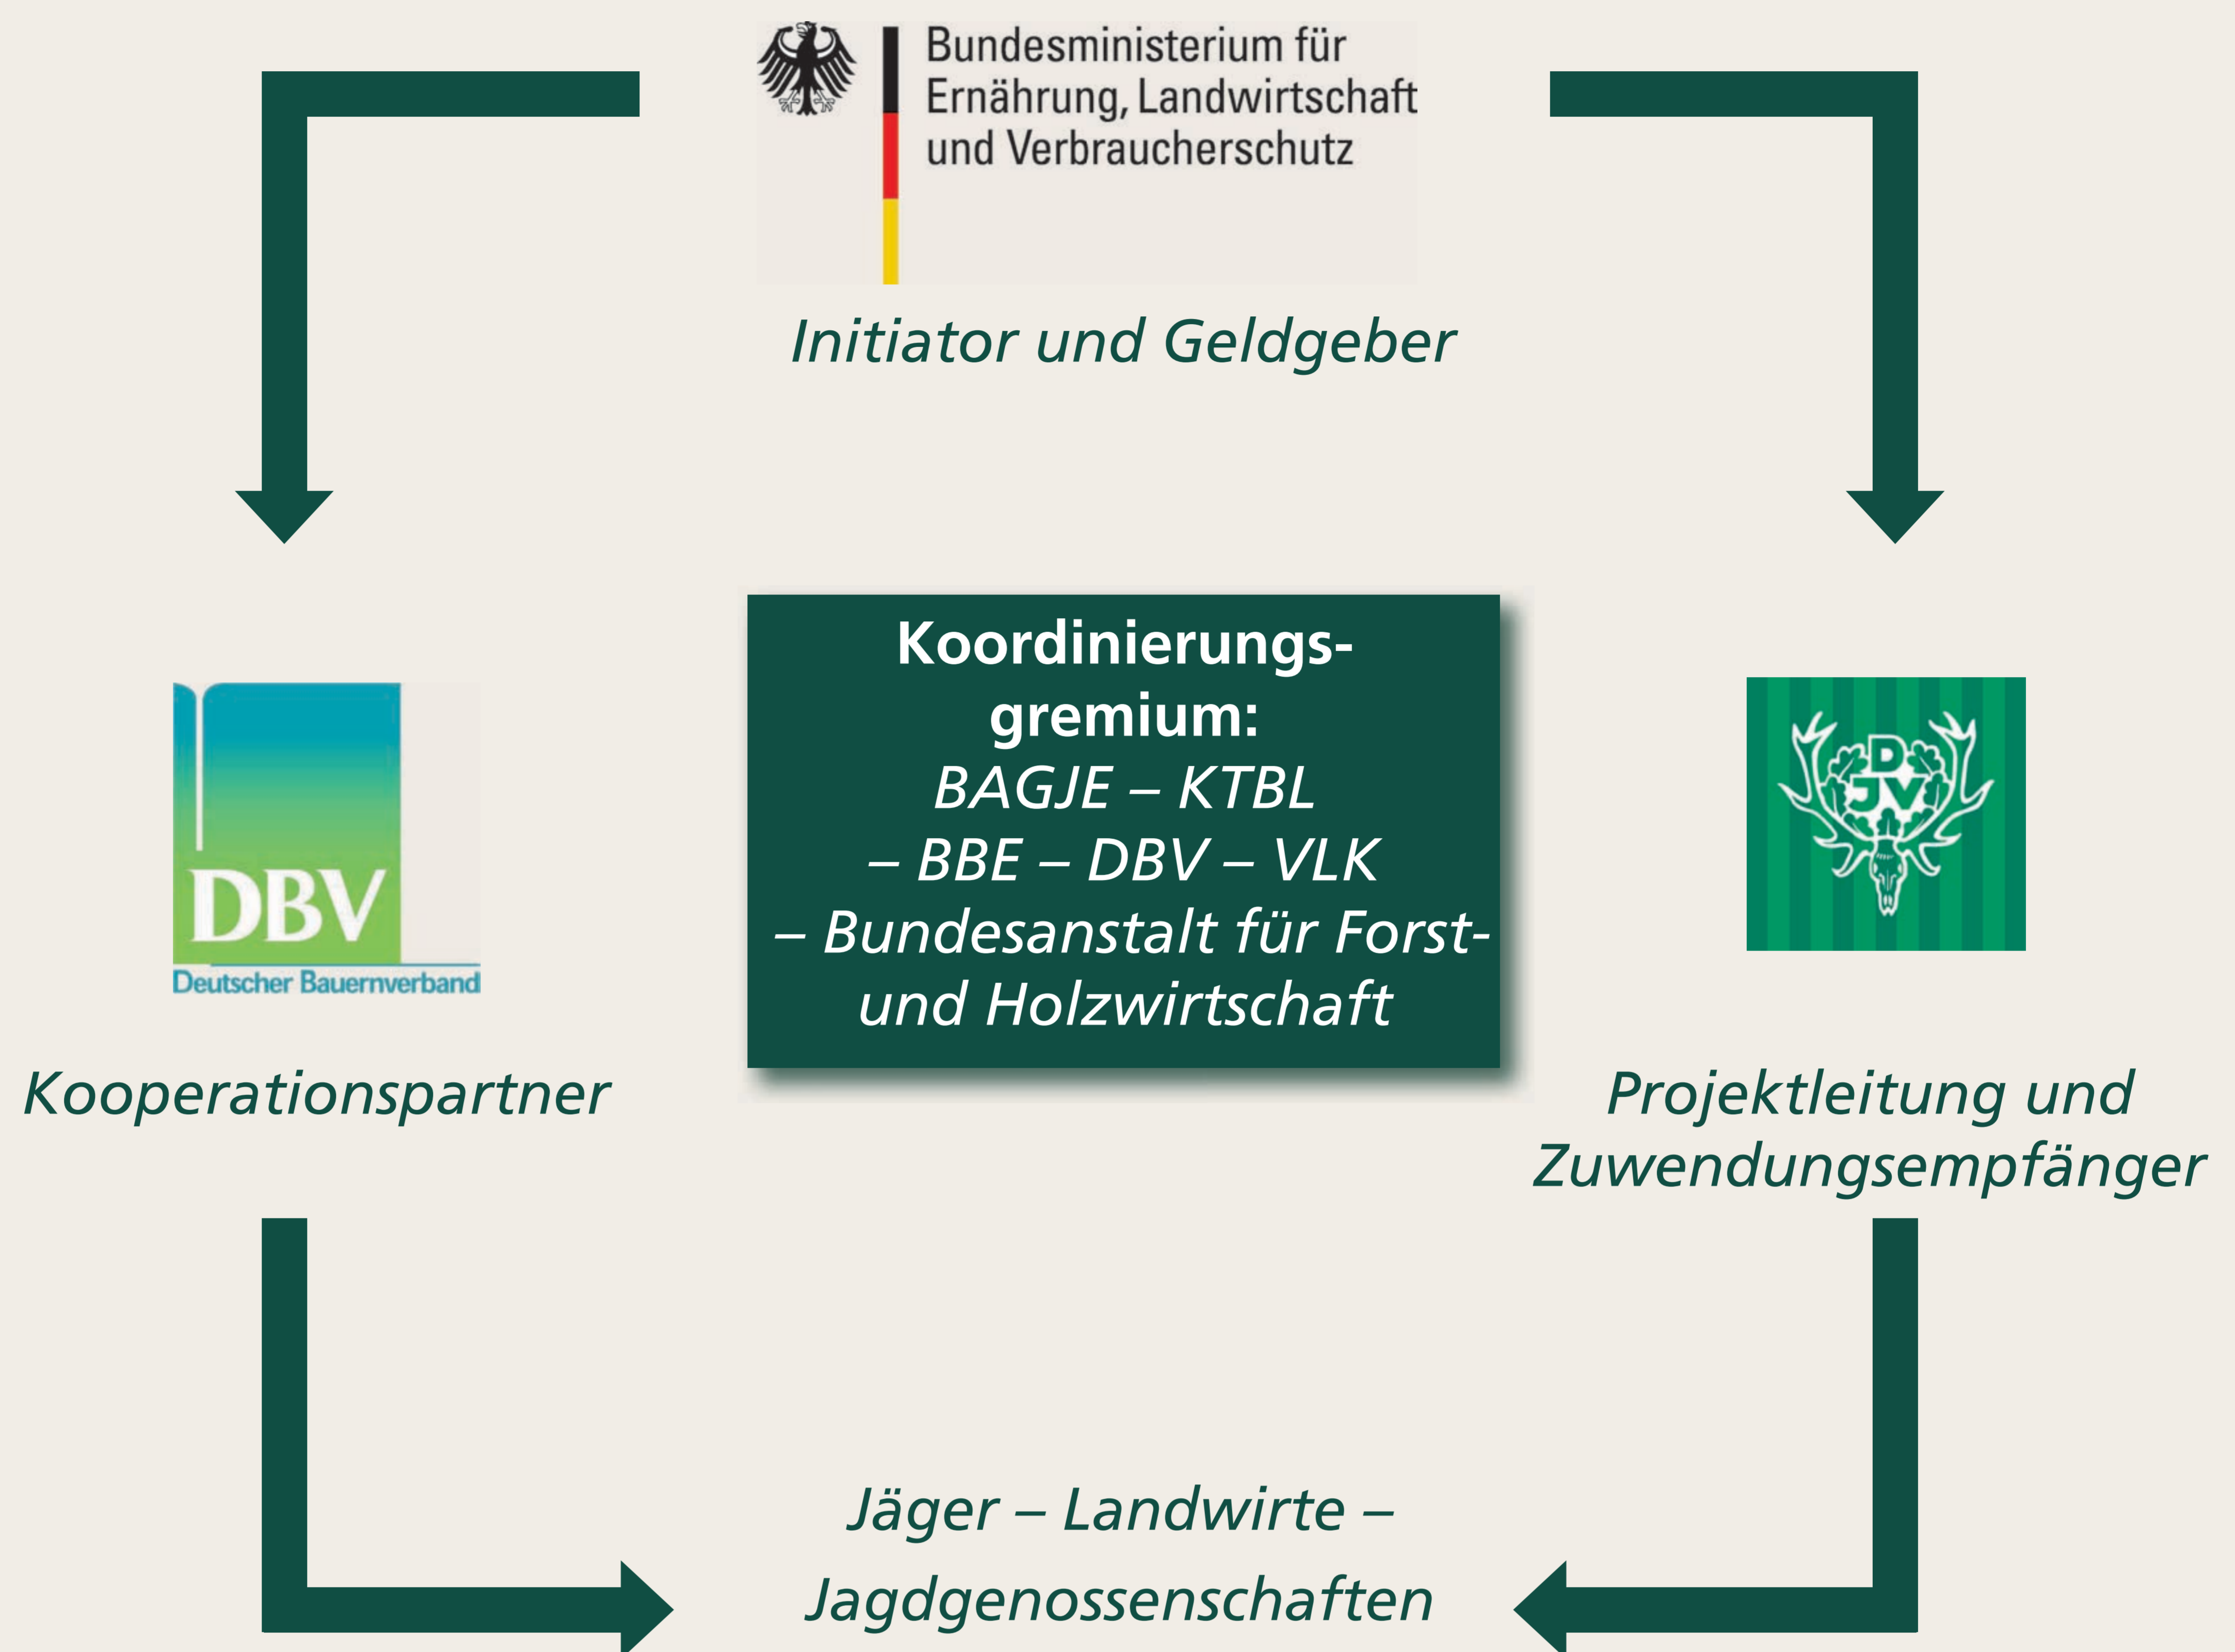 Bundesministerium für
Ernährung, Landwirtschaft
und Verbraucherschutz
Initiator und Geldgeber
DBV
Deutscher Bauernverband
Kooperationspartner
Koordinierungs-
gremium:
BAGJE – KTBL
– BBE – DBV – VLK
– Bundesanstalt für Forst-
und Holzwirtschaft
D
JV
Projektleitung und
Zuwendungsempfänger
Jäger – Landwirte –
Jagdgenossenschaften